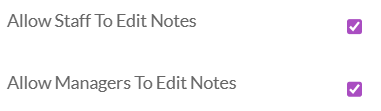 Allow Staff To Edit Notes
Allow Managers To Edit Notes